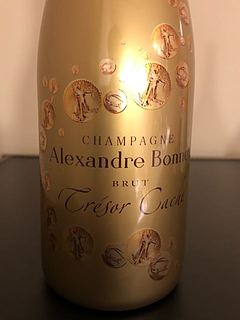 CHAMPAGNE
Alexandre Bonnet
BRUT
Trésor Caché